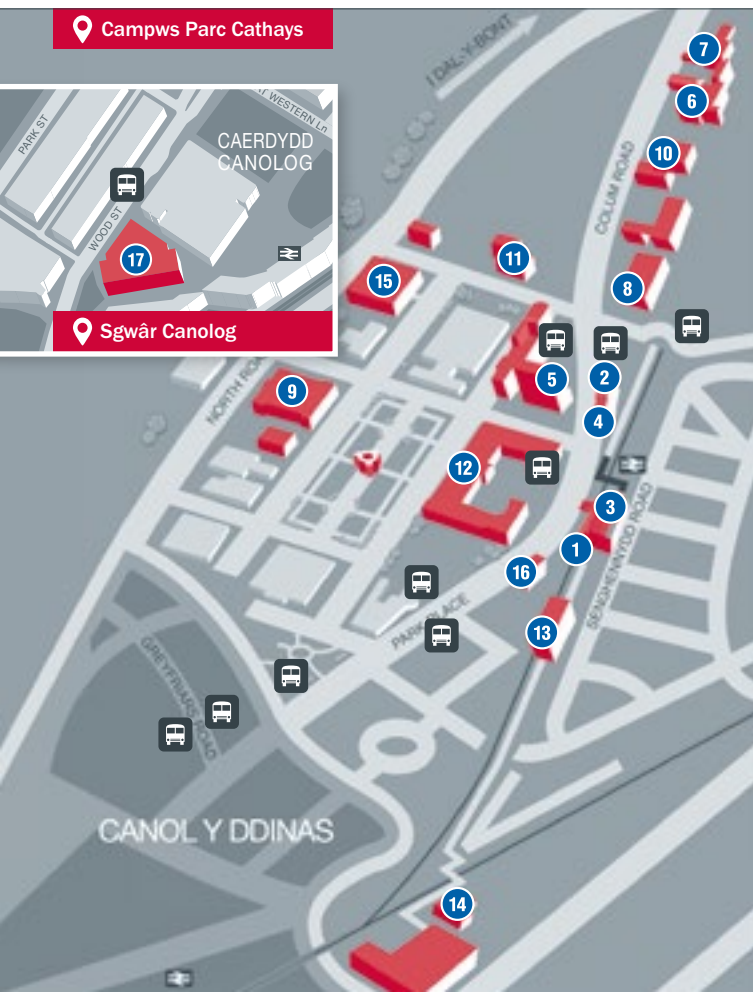 Campws Parc Cathays
I DAL-Y-BONT
7
6
PARK ST
T WESTERN Ln
CAERDYDD
CANOLOG
10
COLUM ROAD
WOOD ST
17
11
15
8
Sgwâr Canolog
5
2
NORTH ROAD
9
4
12
3
SENGHENNYDD ROAD
1
16
PARK PLACE
13
GREYFRIARS ROAD
CANOL Y DDINAS
14